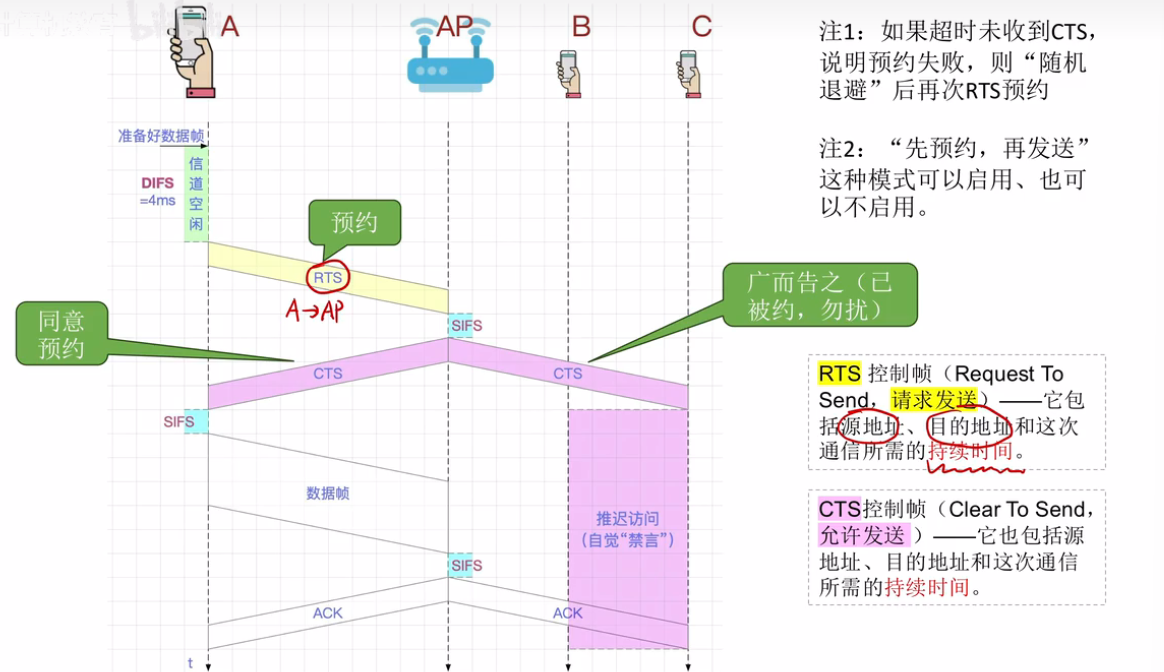 A
AP
B
C
注1：如果超时未收到CTS，
说明预约失败，则“随机
退避”后再次RTS预约
注2：“先预约，再发送”
这种模式可以启用、也可
以不启用。
准备好数据帧
DIFS
=4ms
信
道
空
闲
预约
RTS
A→AP
SIFS
同意
预约
广而告之（已
被约，勿扰）
CTS
CTS
SIFS
数据帧
推迟访问
（自觉“禁言”）
SIFS
ACK
ACK
t
RTS 控制帧（Request To
Send，请求发送）——它包
括源地址、目的地址和这次
通信所需的持续时间。
CTS控制帧（Clear To Send，
允许发送 ）——它也包括源
地址、目的地址和这次通信
所需的持续时间。